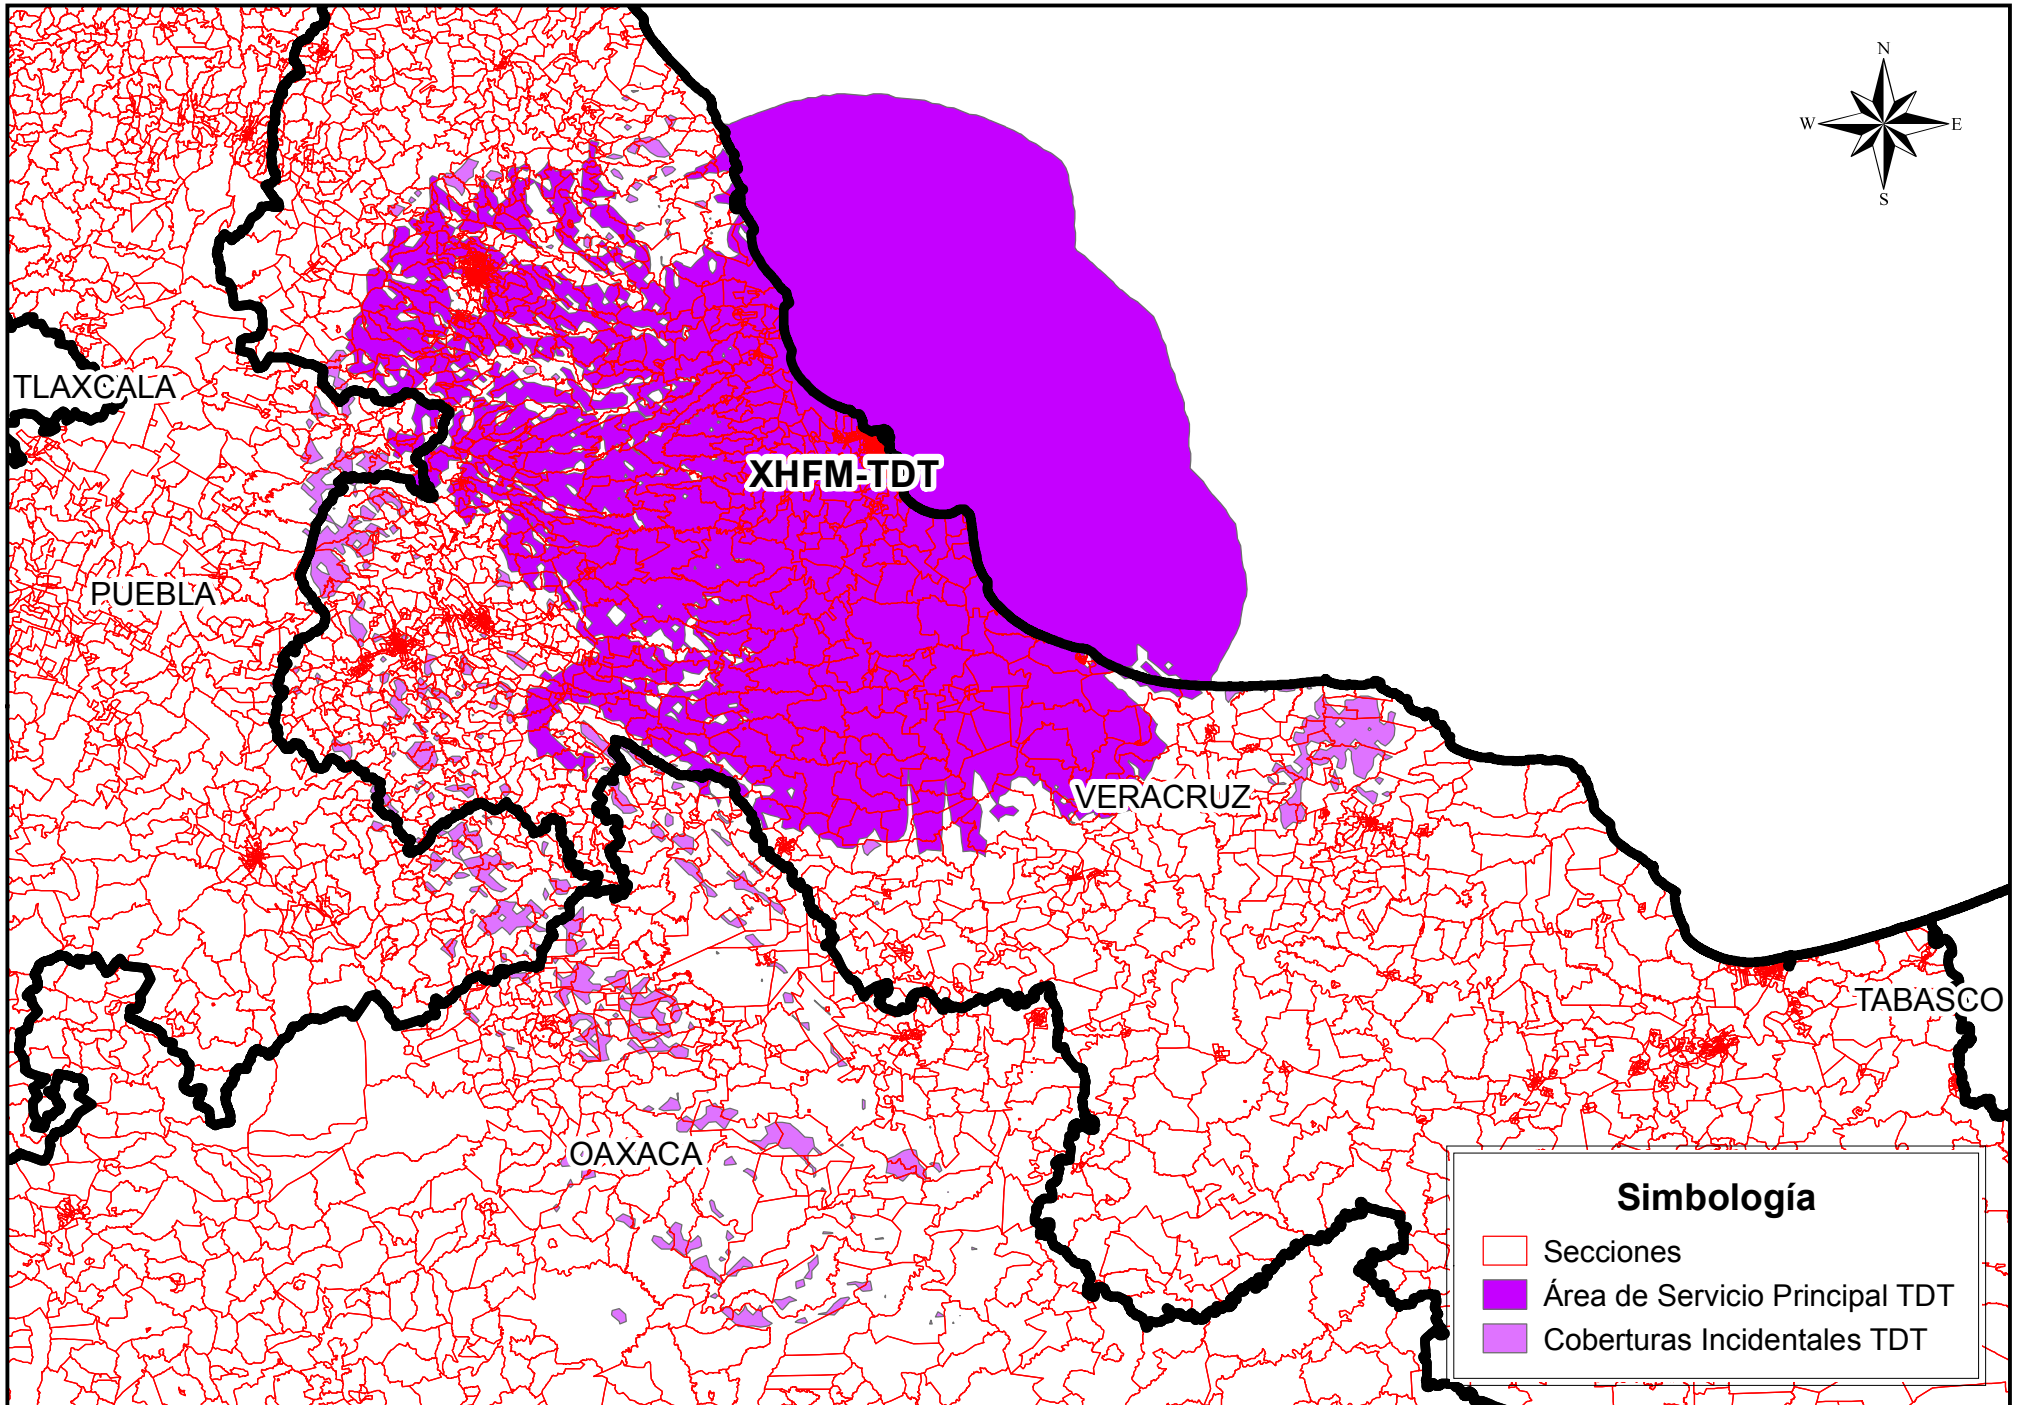 N
W
E
S
TLAXCALA
XHFM-TDT
PUEBLA
VERACRUZ
TABASCO
OAXACA
Simbología
Secciones
Área de Servicio Principal TDT
Coberturas Incidentales TDT